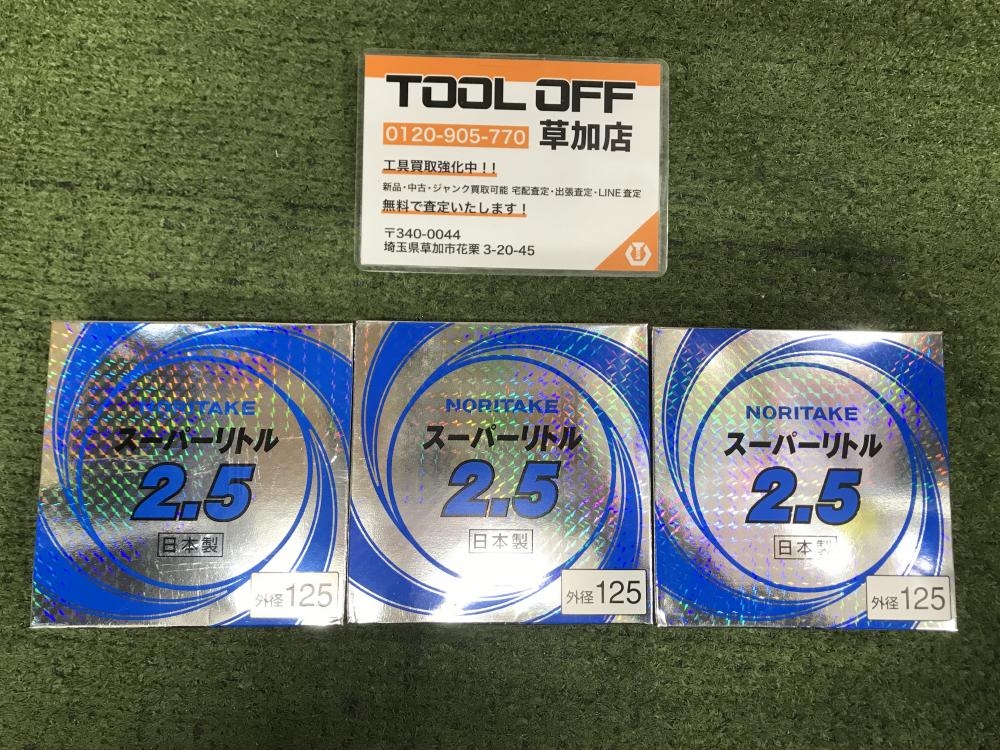 TOOL OFF
0120-905-770 草加店
工具買取強化中！！
新品・中古・ジャンク買取可能 宅配査定・出張査定・LINE査定
無料で査定いたします！
〒340-0044
埼玉県草加市花栗 3-20-45
NORITAKE
スーパーリトル
2.5
日本製
外径125
NORITAKE
スーパーリトル
2.5
日本製
外径125
NORITAKE
スーパーリトル
2.5
日本製
外径125